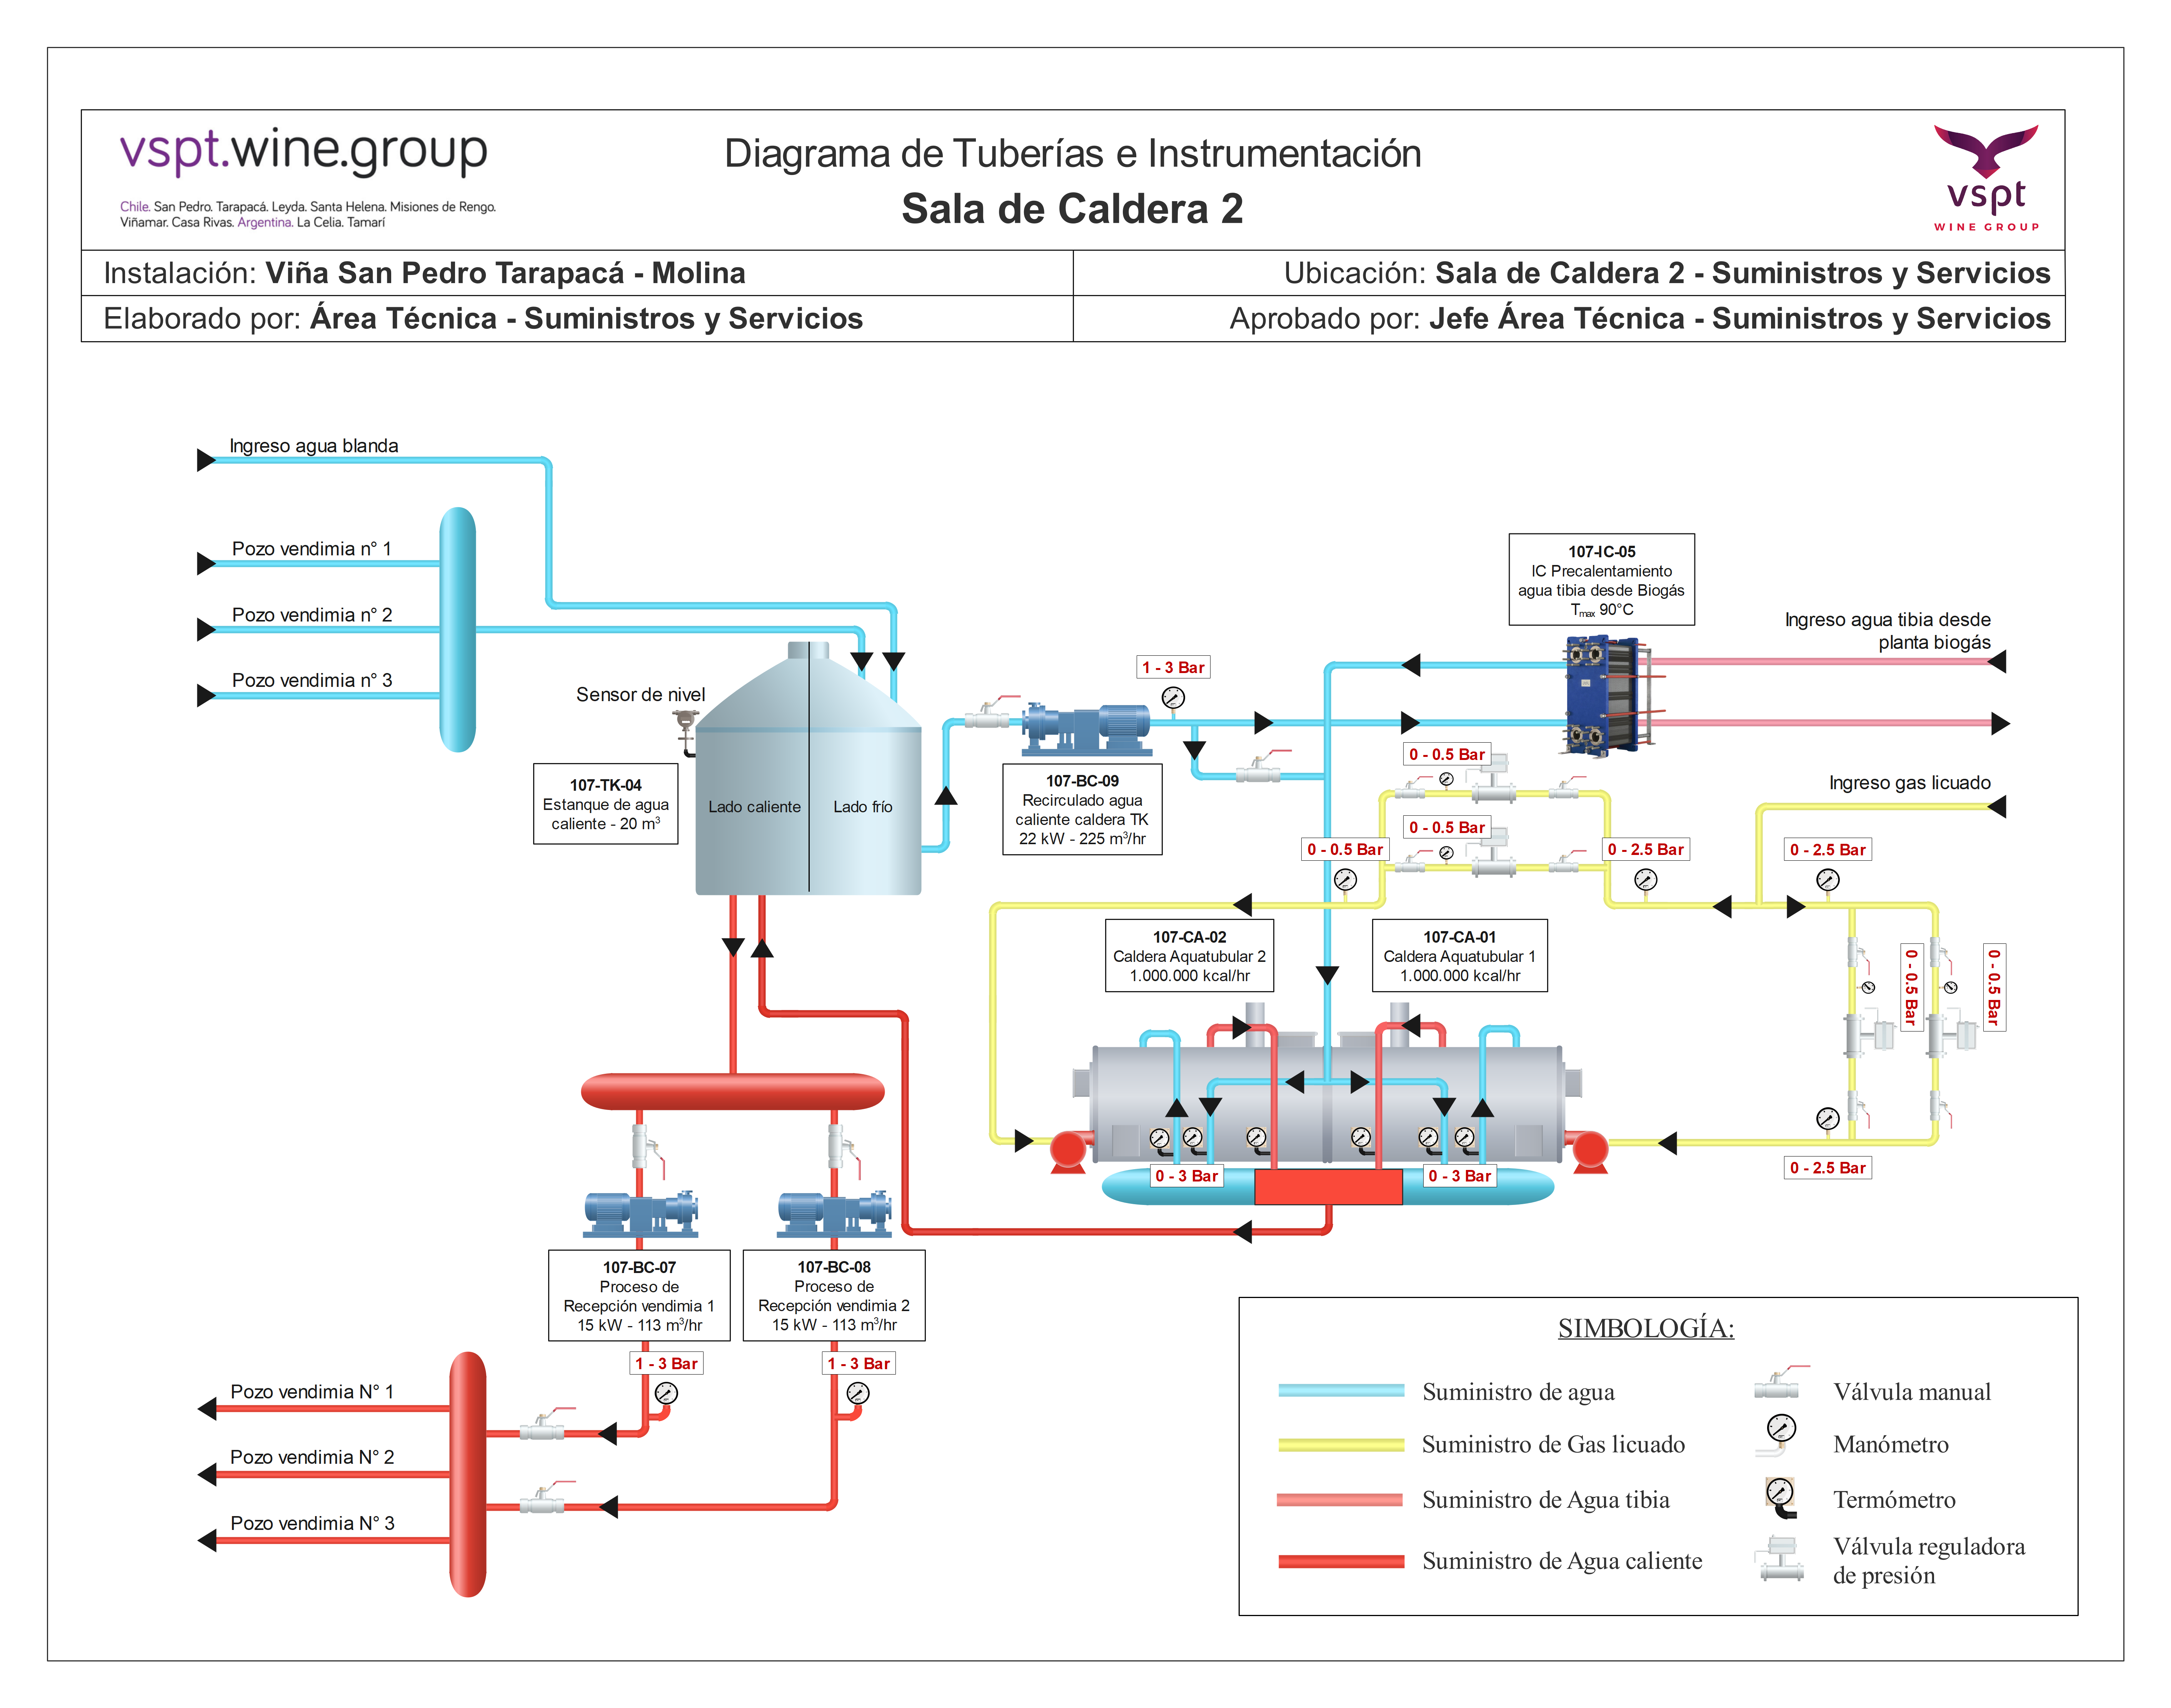 vspt.wine.group
Chile. San Pedro. Tarapacá. Leyda. Santa Helena. Misiones de Rengo.
Viñamar. Casa Rivas. Argentina. La Celia. Tamarí
Diagrama de Tuberías e Instrumentación
Sala de Caldera 2
vspt
WINE GROUP
Instalación: Viña San Pedro Tarapacá - Molina
Ubicación: Sala de Caldera 2 - Suministros y Servicios
Elaborado por: Área Técnica - Suministros y Servicios
Aprobado por: Jefe Área Técnica - Suministros y Servicios
Ingreso agua blanda
Pozo vendimia n° 1
Pozo vendimia n° 2
Pozo vendimia n° 3
Sensor de nivel
107-TK-04
Estanque de agua
caliente - 20 m³
Lado caliente
Lado frío
1 - 3 Bar
107-BC-09
Recirculado agua
caliente caldera TK
22 kW - 225 m³/hr
107-IC-05
IC Precalentamiento
agua tibia desde Biogás
Tmax 90°C
Ingreso agua tibia desde
planta biogás
Ingreso gas licuado
0 - 0.5 Bar
0 - 0.5 Bar
0 - 0.5 Bar
0 - 2.5 Bar
0 - 2.5 Bar
0 - 0.5 Bar
0 - 0.5 Bar
107-CA-02
Caldera Aquatubular 2
1.000.000 kcal/hr
107-CA-01
Caldera Aquatubular 1
1.000.000 kcal/hr
0 - 3 Bar
0 - 3 Bar
0 - 2.5 Bar
107-BC-07
Proceso de
Recepción vendimia 1
15 kW - 113 m³/hr
107-BC-08
Proceso de
Recepción vendimia 2
15 kW - 113 m³/hr
1 - 3 Bar
1 - 3 Bar
Pozo vendimia N° 1
Pozo vendimia N° 2
Pozo vendimia N° 3
SIMBOLOGÍA:
Suministro de agua
Válvula manual
Suministro de Gas licuado
Manómetro
Suministro de Agua tibia
Termómetro
Suministro de Agua caliente
Válvula reguladora
de presión